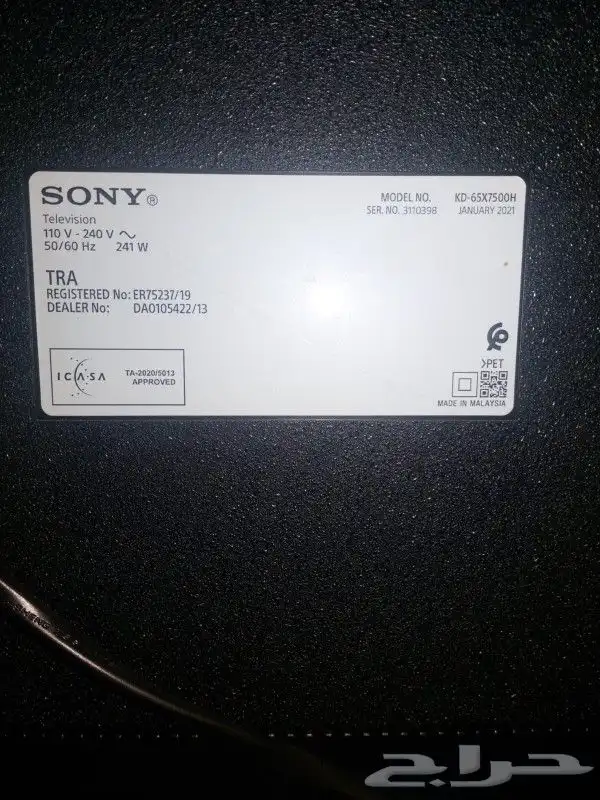 SONY®
Television
110 V - 240 V ~
50/60 Hz 241 W
MODEL NO. KD-65X7500H
SER. NO. 3110398 JANUARY 2021
TRA
REGISTERED No: ER75237/19
DEALER No: DA0105422/13
ICASA
TA-2020/5013
APPROVED
>PET
MADE IN MALAYSIA
حراج